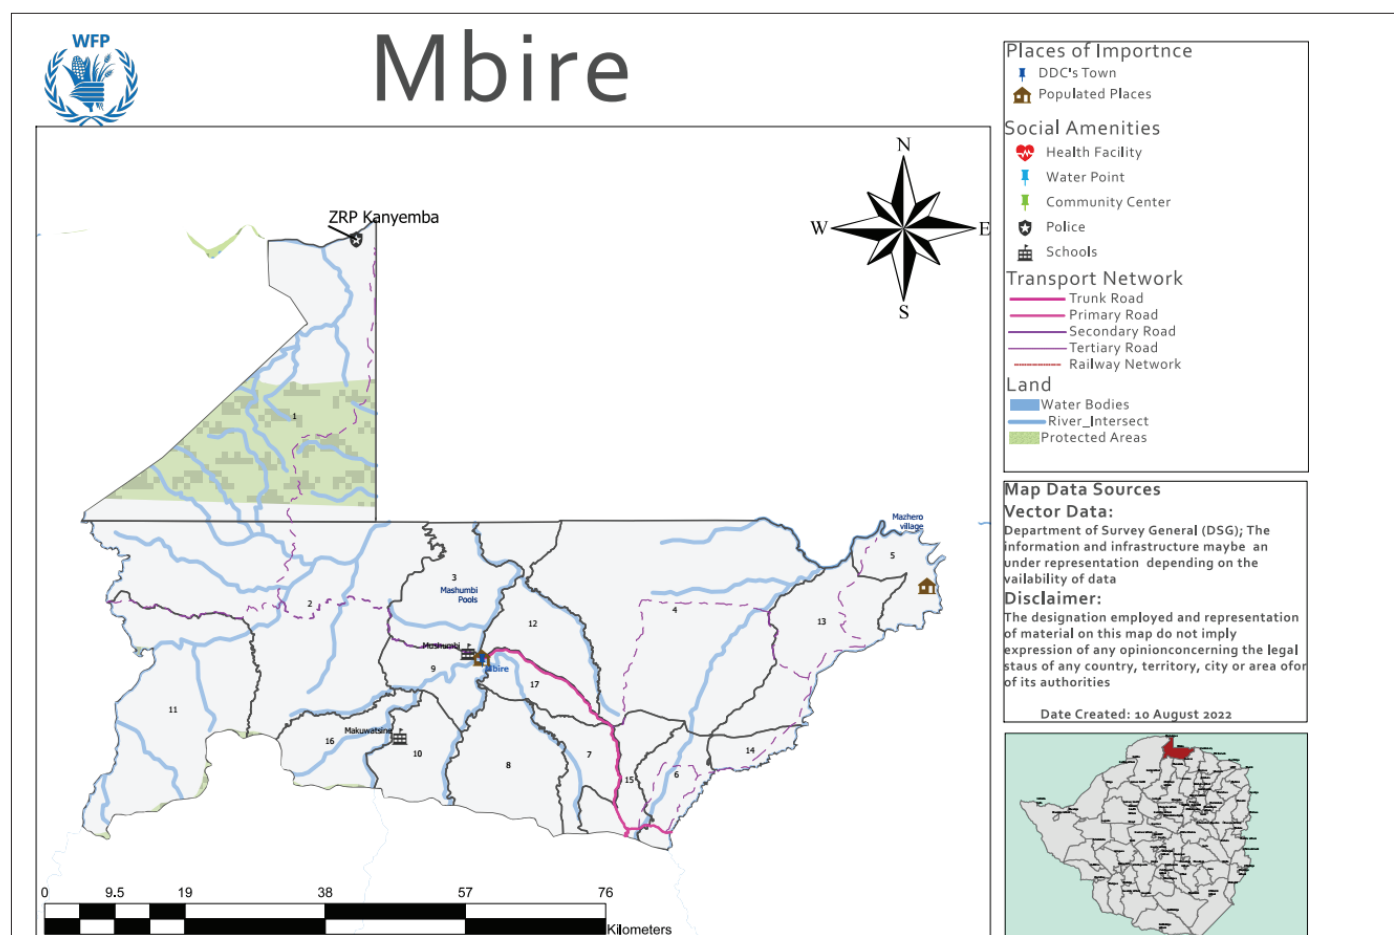 WFP
Mbire
ZRP Kanyemba
N
W
E
S
1
Mazhero
village
5
3
Mashumbi
Pools
2
4
12
13
Mushumbi
Mbire
9
17
11
16
Makuwatsine
10
8
7
15
6
14
0 9.5 19 38 57 76
Kilometers
Places of Importnce
DDC's Town
Populated Places
Social Amenities
Health Facility
Water Point
Community Center
Police
Schools
Transport Network
Trunk Road
Primary Road
Secondary Road
Tertiary Road
Railway Network
Land
Water Bodies
River_Intersect
Protected Areas
Map Data Sources
Vector Data:
Department of Survey General (DSG); The
information and infrastructure maybe an
under representation depending on the
vailability of data
Disclaimer:
The designation employed and representation
of material on this map do not imply
expression of any opinionconcerning the legal
staus of any country, territory, city or area ofor
of its authorities
Date Created: 10 August 2022